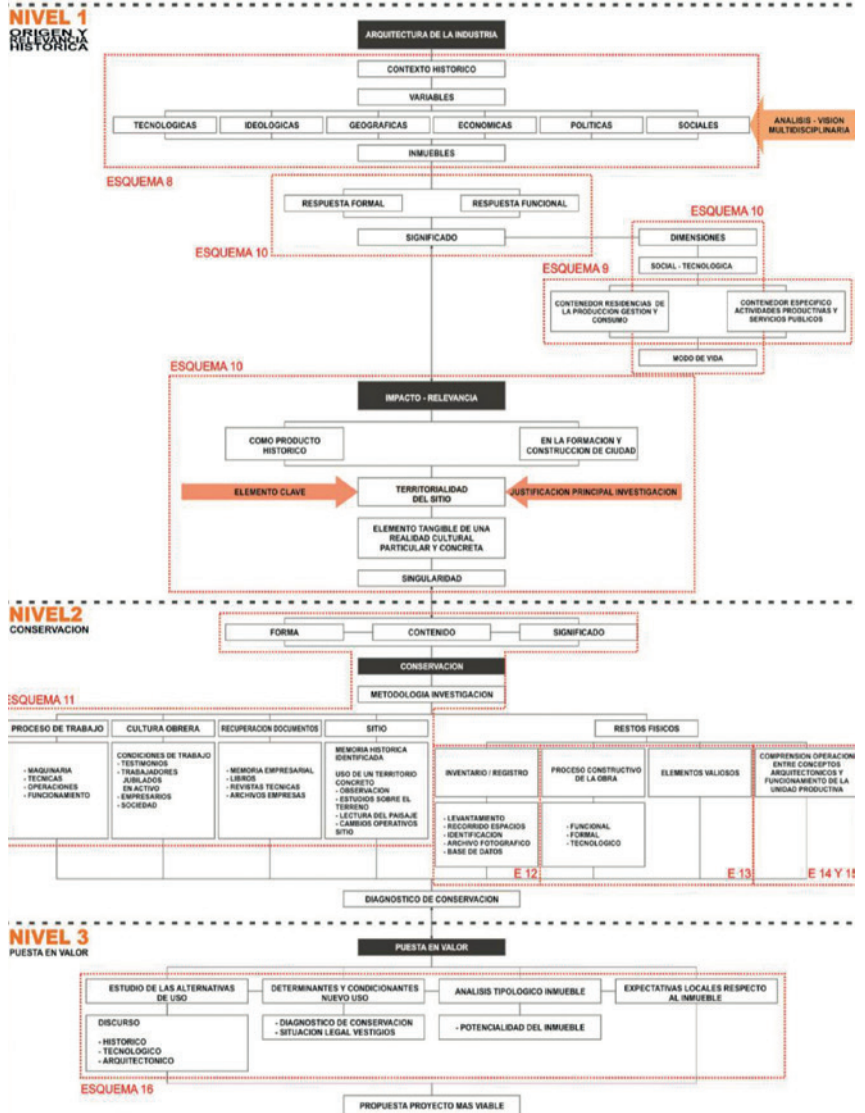 NIVEL 1
ORIGEN Y
RELEVANCIA
HISTORICA
ARQUITECTURA DE LA INDUSTRIA
CONTEXTO HISTORICO
VARIABLES
TECNOLOGICAS
IDEOLOGICAS
GEOGRAFICAS
ECONOMICAS
POLITICAS
SOCIALES
ANALISIS - VISION
MULTIDISCIPLINARIA
INMUEBLES
ESQUEMA 8
RESPUESTA FORMAL
RESPUESTA FUNCIONAL
SIGNIFICADO
ESQUEMA 10
ESQUEMA 10
DIMENSIONES
SOCIAL - TECNOLOGICA
ESQUEMA 9
CONTENEDOR RESIDENCIAS DE
LA PRODUCCION GESTION Y
CONSUMO
CONTENEDOR ESPECIFICO
ACTIVIDADES PRODUCTIVAS Y
SERVICIOS PUBLICOS
MODO DE VIDA
ESQUEMA 10
IMPACTO - RELEVANCIA
COMO PRODUCTO
HISTORICO
EN LA FORMACION Y
CONSTRUCCION DE CIUDAD
ELEMENTO CLAVE
TERRITORIALIDAD
DEL SITIO
JUSTIFICACION PRINCIPAL INVESTIGACION
ELEMENTO TANGIBLE DE UNA
REALIDAD CULTURAL
PARTICULAR Y CONCRETA
SINGULARIDAD
NIVEL2
CONSERVACION
FORMA
CONTENIDO
SIGNIFICADO
CONSERVACION
METODOLOGIA INVESTIGACION
ESQUEMA 11
PROCESO DE TRABAJO
- MAQUINARIA
- TECNICAS
- OPERACIONES
- FUNCIONAMIENTO
CULTURA OBRERA
CONDICIONES DE TRABAJO
- TESTIMONIOS
- TRABAJADORES
JUBILADOS
EN ACTIVO
- EMPRESARIOS
- SOCIEDAD
RECUPERACION DOCUMENTOS
- MEMORIA EMPRESARIAL
- LIBROS
- REVISTAS TECNICAS
- ARCHIVOS EMPRESAS
SITIO
MEMORIA HISTORICA
IDENTIFICADA
USO DE UN TERRITORIO
CONCRETO
- OBSERVACION
- ESTUDIOS SOBRE EL
TERRENO
- LECTURA DEL PAISAJE
- CAMBIOS OPERATIVOS
SITIO
RESTOS FISICOS
INVENTARIO / REGISTRO
- LEVANTAMIENTO
- RECORRIDO ESPACIOS
- IDENTIFICACION
- ARCHIVO FOTOGRAFICO
- BASE DE DATOS
E 12
PROCESO CONSTRUCTIVO
DE LA OBRA
- FUNCIONAL
- FORMAL
- TECNOLOGICO
ELEMENTOS VALIOSOS
E 13
COMPRENSION OPERACIONE
ENTRE CONCEPTOS
ARQUITECTONICOS Y
FUNCIONAMIENTO DE LA
UNIDAD PRODUCTIVA
E 14 Y 15
DIAGNOSTICO DE CONSERVACION
NIVEL 3
PUESTA EN VALOR
PUESTA EN VALOR
ESTUDIO DE LAS ALTERNATIVAS
DE USO
DISCURSO
- HISTORICO
- TECNOLOGICO
- ARQUITECTONICO
DETERMINANTES Y CONDICIONANTES
NUEVO USO
- DIAGNOSTICO DE CONSERVACION
- SITUACION LEGAL VESTIGIOS
ANALISIS TIPOLOGICO INMUEBLE
- POTENCIALIDAD DEL INMUEBLE
EXPECTATIVAS LOCALES RESPECTO
AL INMUEBLE
ESQUEMA 16
PROPUESTA PROYECTO MAS VIABLE